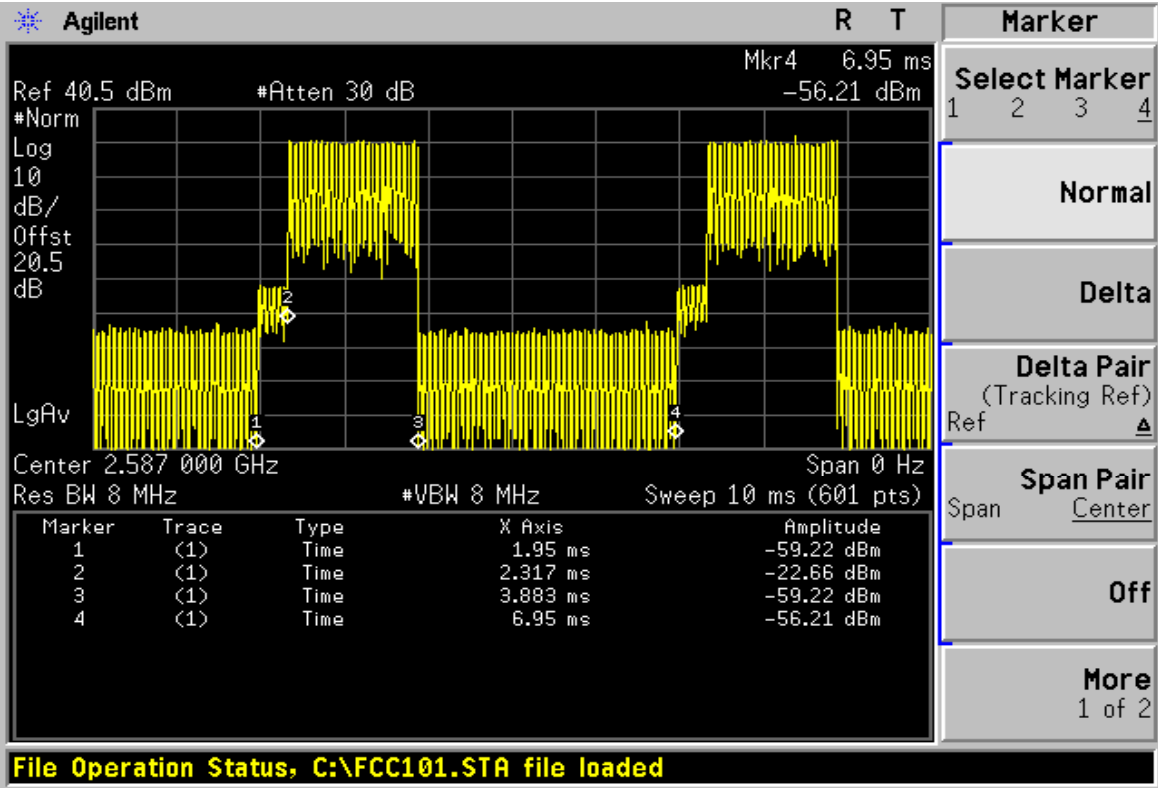 Agilent R T
Mkr4 6.95 ms
Ref 40.5 dBm #Atten 30 dB -56.21 dBm
#Norm
Log
10
dB/
Offst
20.5
dB
LgAv
1
2
3
4
Center 2.587 000 GHz Span 0 Hz
Res BW 8 MHz #VBW 8 MHz Sweep 10 ms (601 pts)
Marker Trace Type X Axis Amplitude
1 (1) Time 1.95 ms -59.22 dBm
2 (1) Time 2.317 ms -22.66 dBm
3 (1) Time 3.883 ms -59.22 dBm
4 (1) Time 6.95 ms -56.21 dBm
File Operation Status, C:\FCC101.STA file loaded
Marker
Select Marker
1 2 3 4
Normal
Delta
Delta Pair
(Tracking Ref)
Ref Δ
Span Pair
Span Center
Off
More
1 of 2